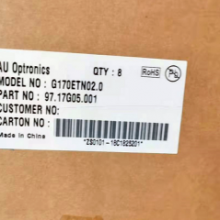 AU Optronics QTY : 8 RoHS
MODEL NO : G170ETN02.0
PART NO : 97.17G05.001
CUSTOMER NO :
CARTON NO :
Made in China